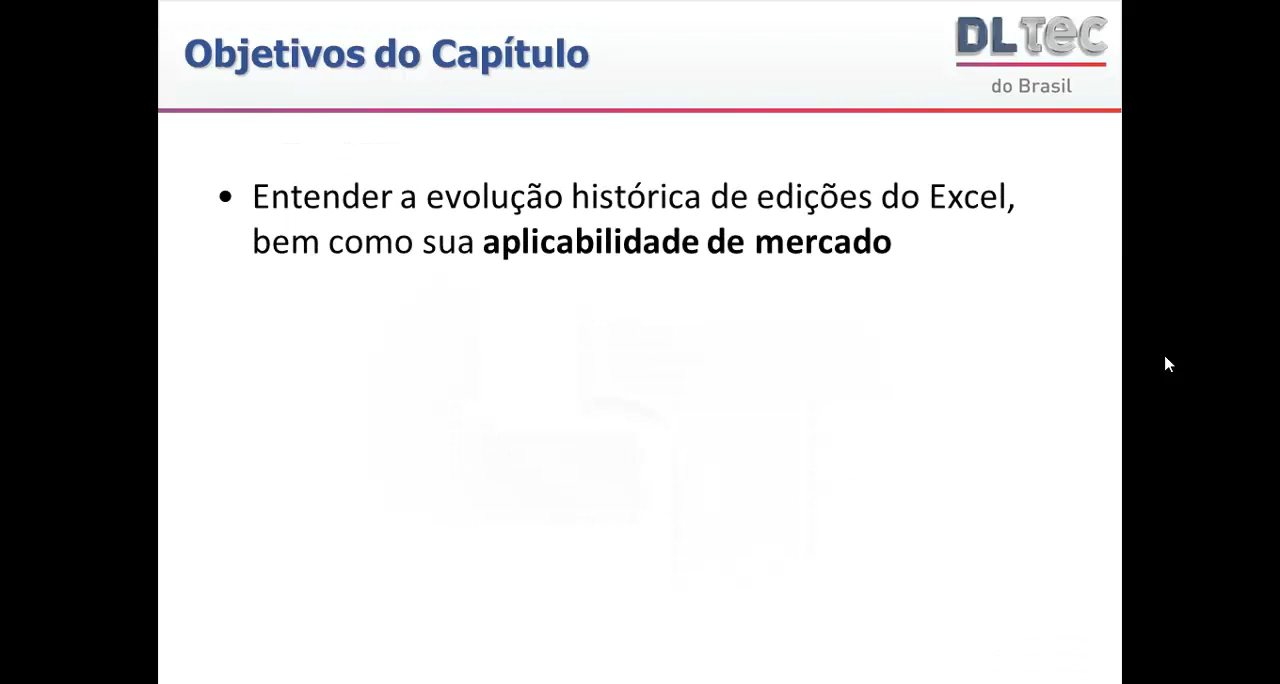 Objetivos do Capítulo
DLTEC
do Brasil
• Entender a evolução histórica de edições do Excel,
bem como sua aplicabilidade de mercado